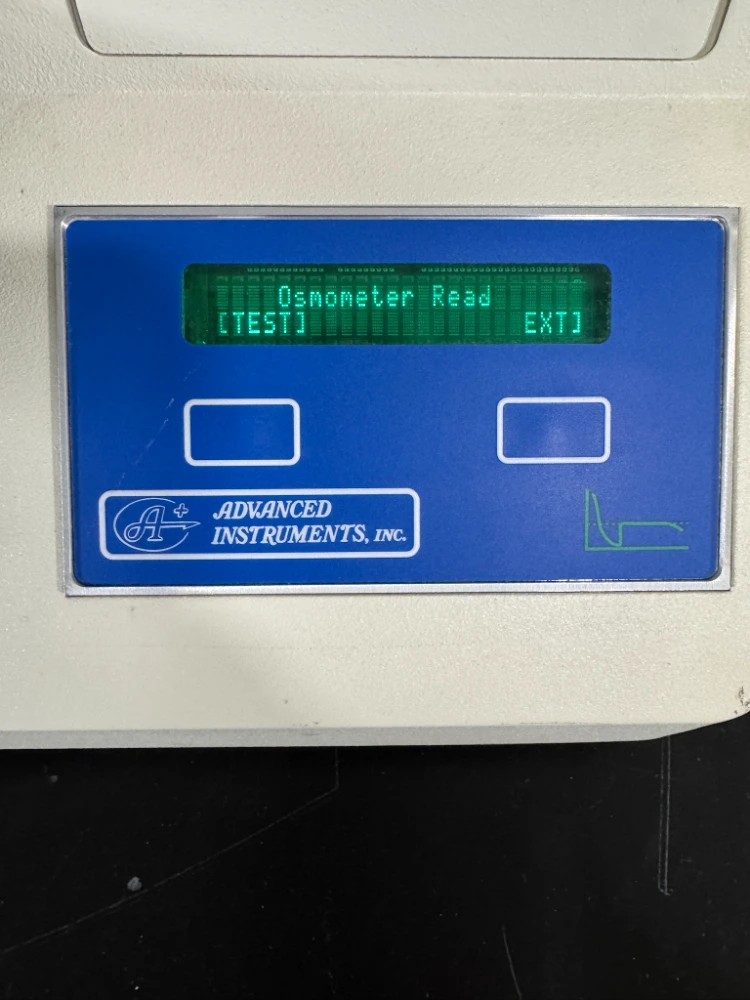 Osmometer Read
[TEST] EXT]
A+
ADVANCED
INSTRUMENTS, INC.